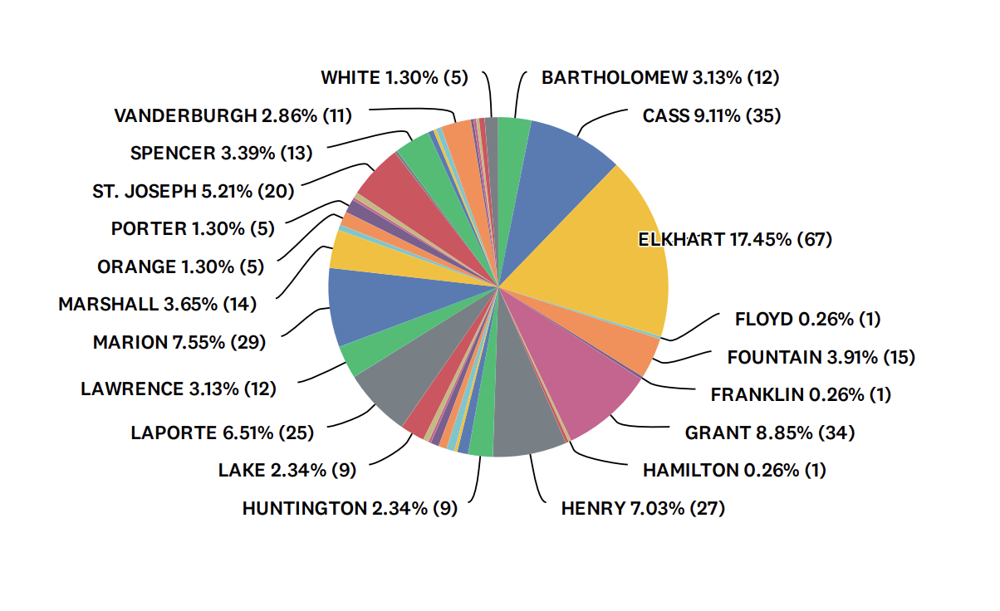 WHITE 1.30% (5)
BARTHOLOMEW 3.13% (12)
VANDERBURGH 2.86% (11)
CASS 9.11% (35)
SPENCER 3.39% (13)
ST. JOSEPH 5.21% (20)
PORTER 1.30% (5)
ELKHART 17.45% (67)
ORANGE 1.30% (5)
MARSHALL 3.65% (14)
FLOYD 0.26% (1)
MARION 7.55% (29)
FOUNTAIN 3.91% (15)
LAWRENCE 3.13% (12)
FRANKLIN 0.26% (1)
LAPORTE 6.51% (25)
GRANT 8.85% (34)
LAKE 2.34% (9)
HAMILTON 0.26% (1)
HUNTINGTON 2.34% (9)
HENRY 7.03% (27)